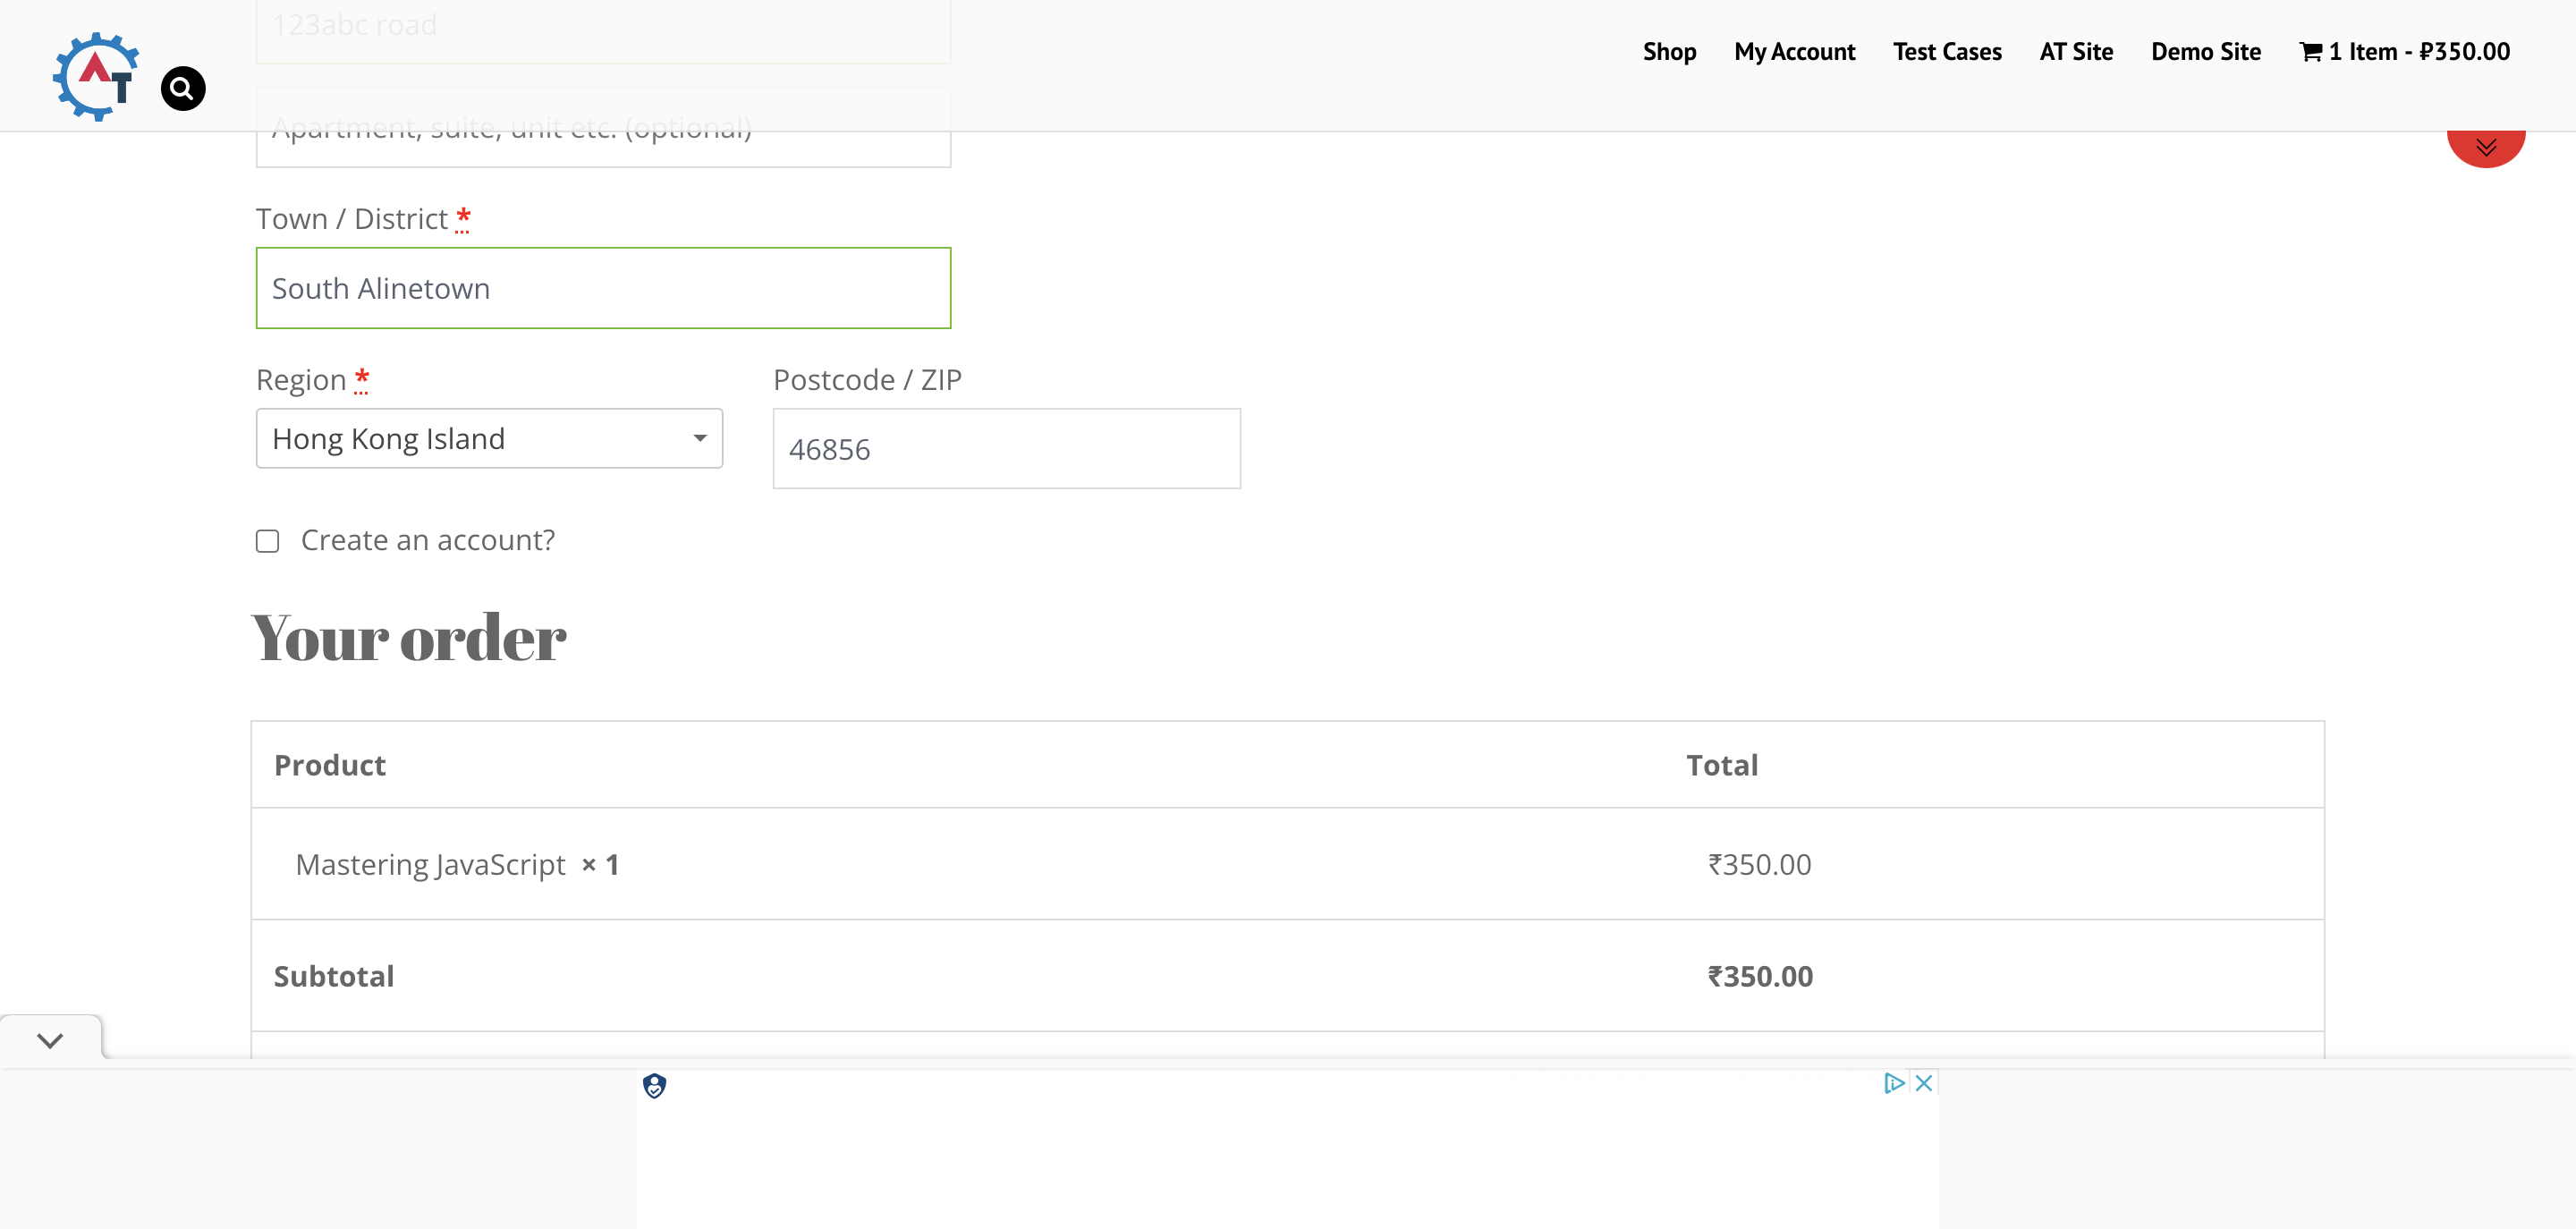 123abc road
Shop My Account Test Cases AT Site Demo Site 1 Item - ₽350.00
AT
Apartment, suite, unit etc. (optional)
Town / District *
South Alinetown
Region * Postcode / ZIP
Hong Kong Island 46856
Create an account?
Your order
Product Total
Mastering JavaScript × 1 ₹350.00
Subtotal ₹350.00